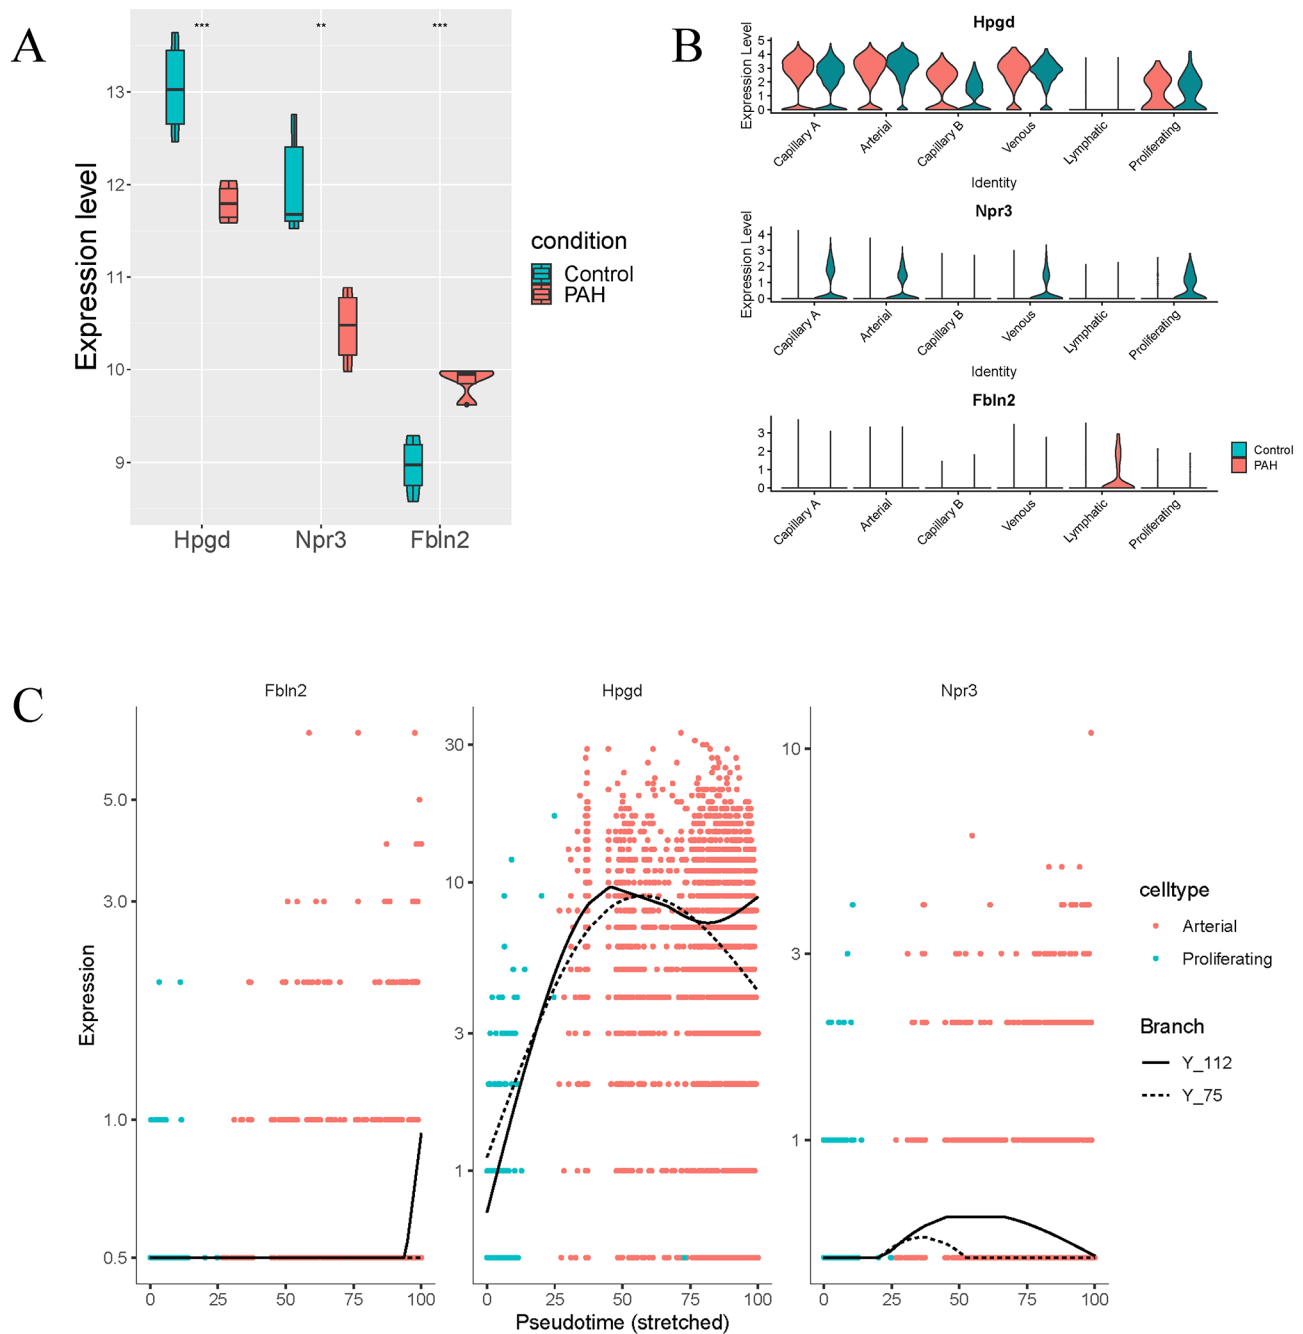 A
***
**
***
13
12
11
10
9
Expression level
Hpgd
Npr3
Fbln2
condition
Control
PAH
B
Hpgd
Expression Level
5
4
3
2
1
0
Capillary A
Arterial
Capillary B
Venous
Lymphatic
Proliferating
Identity
Npr3
Expression Level
4
3
2
1
0
Capillary A
Arterial
Capillary B
Venous
Lymphatic
Proliferating
Identity
Fbln2
3
2
1
0
Capillary A
Arterial
Capillary B
Venous
Lymphatic
Proliferating
Control
PAH
C
Fbln2
Hpgd
Npr3
Expression
5.0
3.0
1.0
0.5
0
25
50
75
100
30
10
3
1
0
25
50
75
100
10
3
1
0
25
50
75
100
Pseudotime (stretched)
celltype
Arterial
Proliferating
Branch
Y_112
Y_75